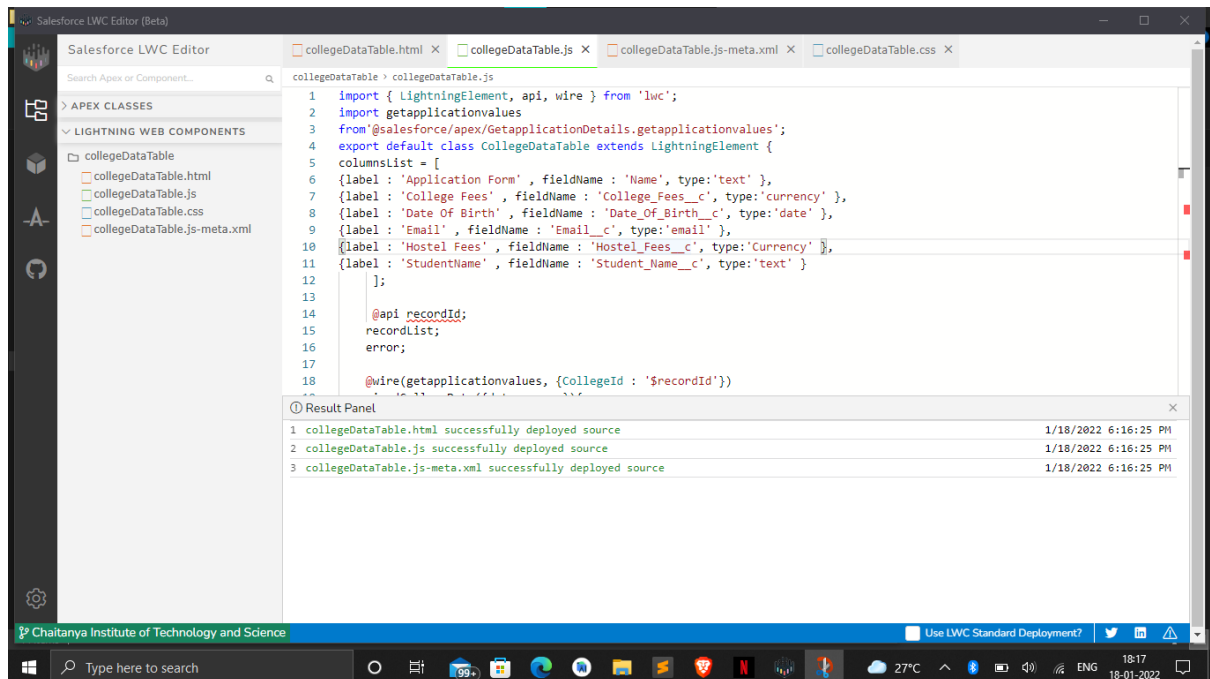 Salesforce LWC Editor (Beta)
Salesforce LWC Editor
Search Apex or Component...
APEX CLASSES
LIGHTNING WEB COMPONENTS
collegeDataTable
collegeDataTable.html
collegeDataTable.js
collegeDataTable.css
collegeDataTable.js-meta.xml
collegeDataTable.html × collegeDataTable.js × collegeDataTable.js-meta.xml × collegeDataTable.css ×
collegeDataTable > collegeDataTable.js
1 import { LightningElement, api, wire } from 'lwc';
2 import getapplicationvalues
3 from'@salesforce/apex/GetapplicationDetails.getapplicationvalues';
4 export default class CollegeDataTable extends LightningElement {
5 columnsList = [
6 {label : 'Application Form' , fieldName : 'Name', type:'text' },
7 {label : 'College Fees' , fieldName : 'College_Fees__c', type:'currency' },
8 {label : 'Date Of Birth' , fieldName : 'Date_Of_Birth__c', type:'date' },
9 {label : 'Email' , fieldName : 'Email__c', type:'email' },
10 {label : 'Hostel Fees' , fieldName : 'Hostel_Fees__c', type:'Currency' },
11 {label : 'StudentName' , fieldName : 'Student_Name__c', type:'text' }
12 ];
13
14 @api recordId;
15 recordList;
16 error;
17
18 @wire(getapplicationvalues, {CollegeId : '$recordId'})
Result Panel
1 collegeDataTable.html successfully deployed source 1/18/2022 6:16:25 PM
2 collegeDataTable.js successfully deployed source 1/18/2022 6:16:25 PM
3 collegeDataTable.js-meta.xml successfully deployed source 1/18/2022 6:16:25 PM
Chaitanya Institute of Technology and Science
Use LWC Standard Deployment?
Type here to search
99+
27°C
ENG
18:17
18-01-2022